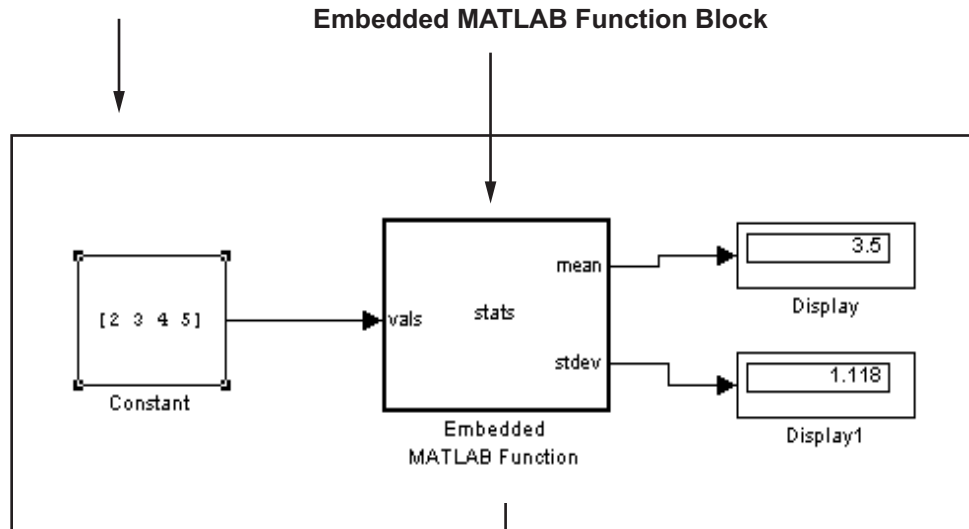 Embedded MATLAB Function Block
[2 3 4 5]
Constant
vals
stats
mean
stdev
Embedded
MATLAB Function
3.5
Display
1.118
Display1